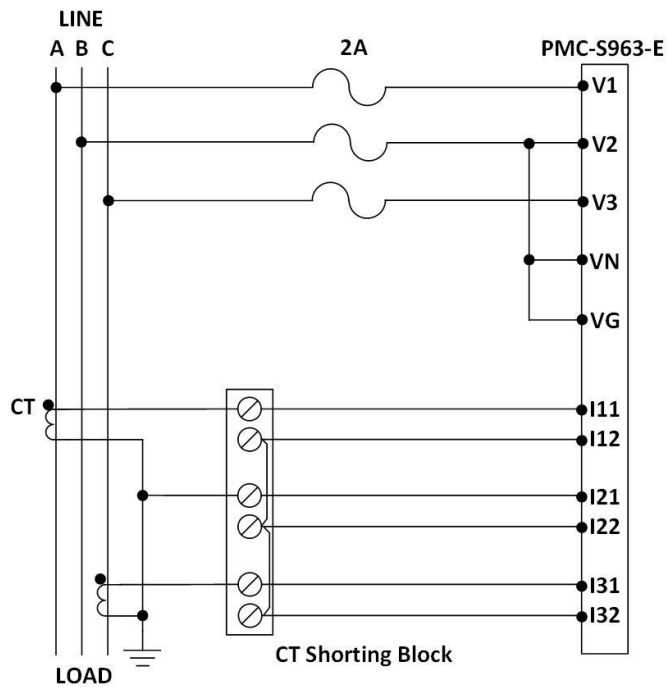 LINE
A B C
2A
PMC-S963-E
V1
V2
V3
VN
VG
CT
I11
I12
I21
I22
I31
I32
CT Shorting Block
LOAD